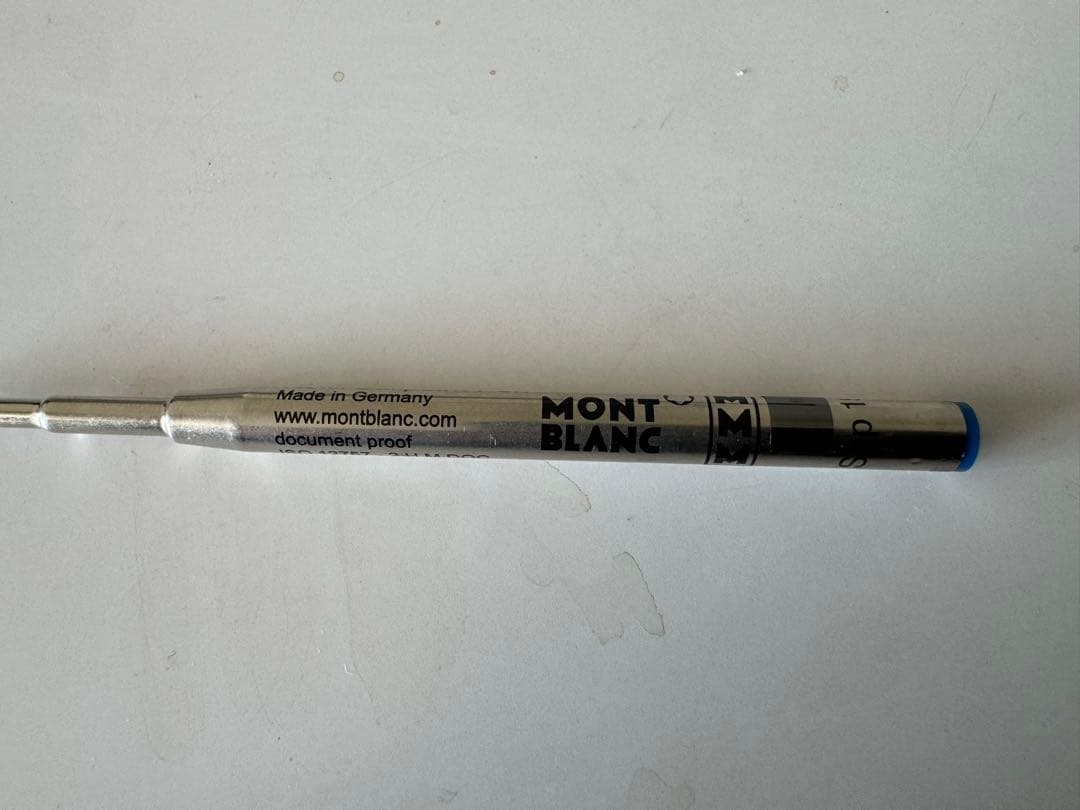 Made in Germany
www.montblanc.com
document proof
MONT
BLANC
M M M